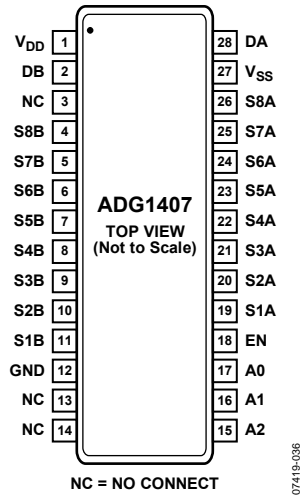 VDD 1
DB 2
NC 3
S8B 4
S7B 5
S6B 6
S5B 7
S4B 8
S3B 9
S2B 10
S1B 11
GND 12
NC 13
NC 14
ADG1407
TOP VIEW
(Not to Scale)
28 DA
27 VSS
26 S8A
25 S7A
24 S6A
23 S5A
22 S4A
21 S3A
20 S2A
19 S1A
18 EN
17 A0
16 A1
15 A2
NC = NO CONNECT
07419-036